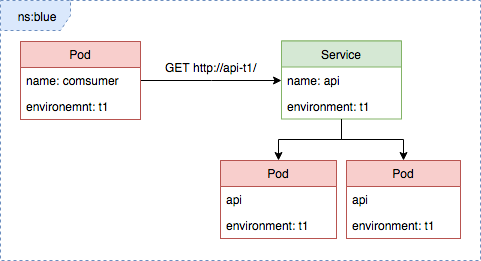 ns:blue
Pod
name: comsumer
environemnt: t1
GET http://api-t1/
Service
name: api
environment: t1
Pod
api
environment: t1
Pod
api
environment: t1